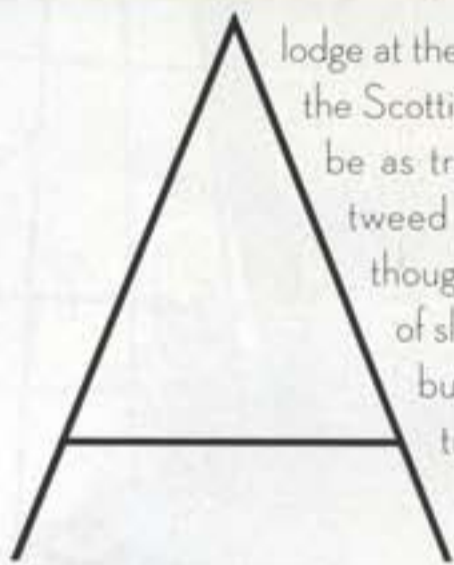 A lodge at the
the Scotti
be as tr
tweed
thoug
of sl
bu